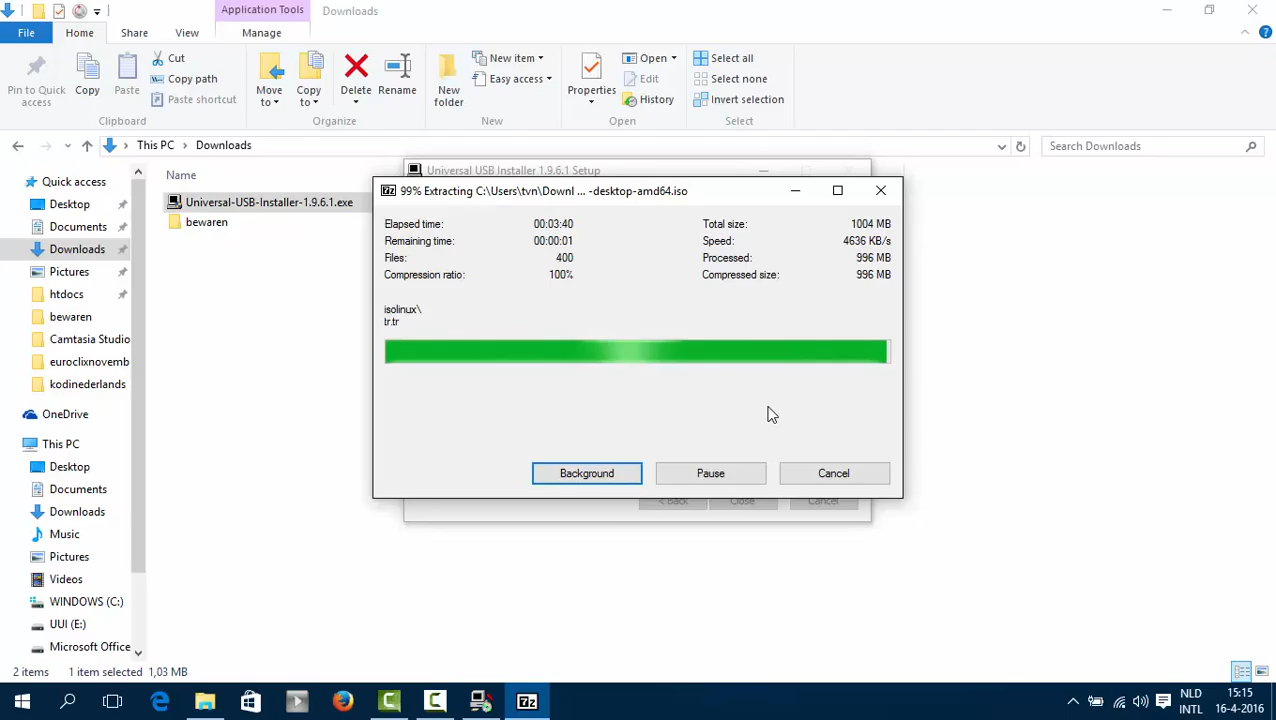 Application Tools
Downloads
File
Home
Share
View
Manage
Pin to Quick access
Copy
Paste
Cut
Copy path
Paste shortcut
Clipboard
Move to
Copy to
Delete
Rename
Organize
New folder
New item
Easy access
New
Properties
Open
Edit
History
Open
Select all
Select none
Invert selection
Select
This PC
Downloads
Search Downloads
Quick access
Desktop
Documents
Downloads
Pictures
htdocs
bewaren
Camtasia Studio
euroclixnovemb
kodinederlands
OneDrive
This PC
Desktop
Documents
Downloads
Music
Pictures
Videos
WINDOWS (C:)
UUI (E:)
Microsoft Office
Name
Universal-USB-Installer-1.9.6.1.exe
bewaren
Universal USB Installer 1.9.6.1 Setup
7z 99% Extracting C:\Users\tvn\Downl ... -desktop-amd64.iso
Elapsed time: 00:03:40
Remaining time: 00:00:01
Files: 400
Compression ratio: 100%
Total size: 1004 MB
Speed: 4636 KB/s
Processed: 996 MB
Compressed size: 996 MB
isolinux\
tr.tr
Background
Pause
Cancel
< Back
Close
Cancel
2 items
1 item selected 1,03 MB
7z
NLD
INTL
15:15
16-4-2016